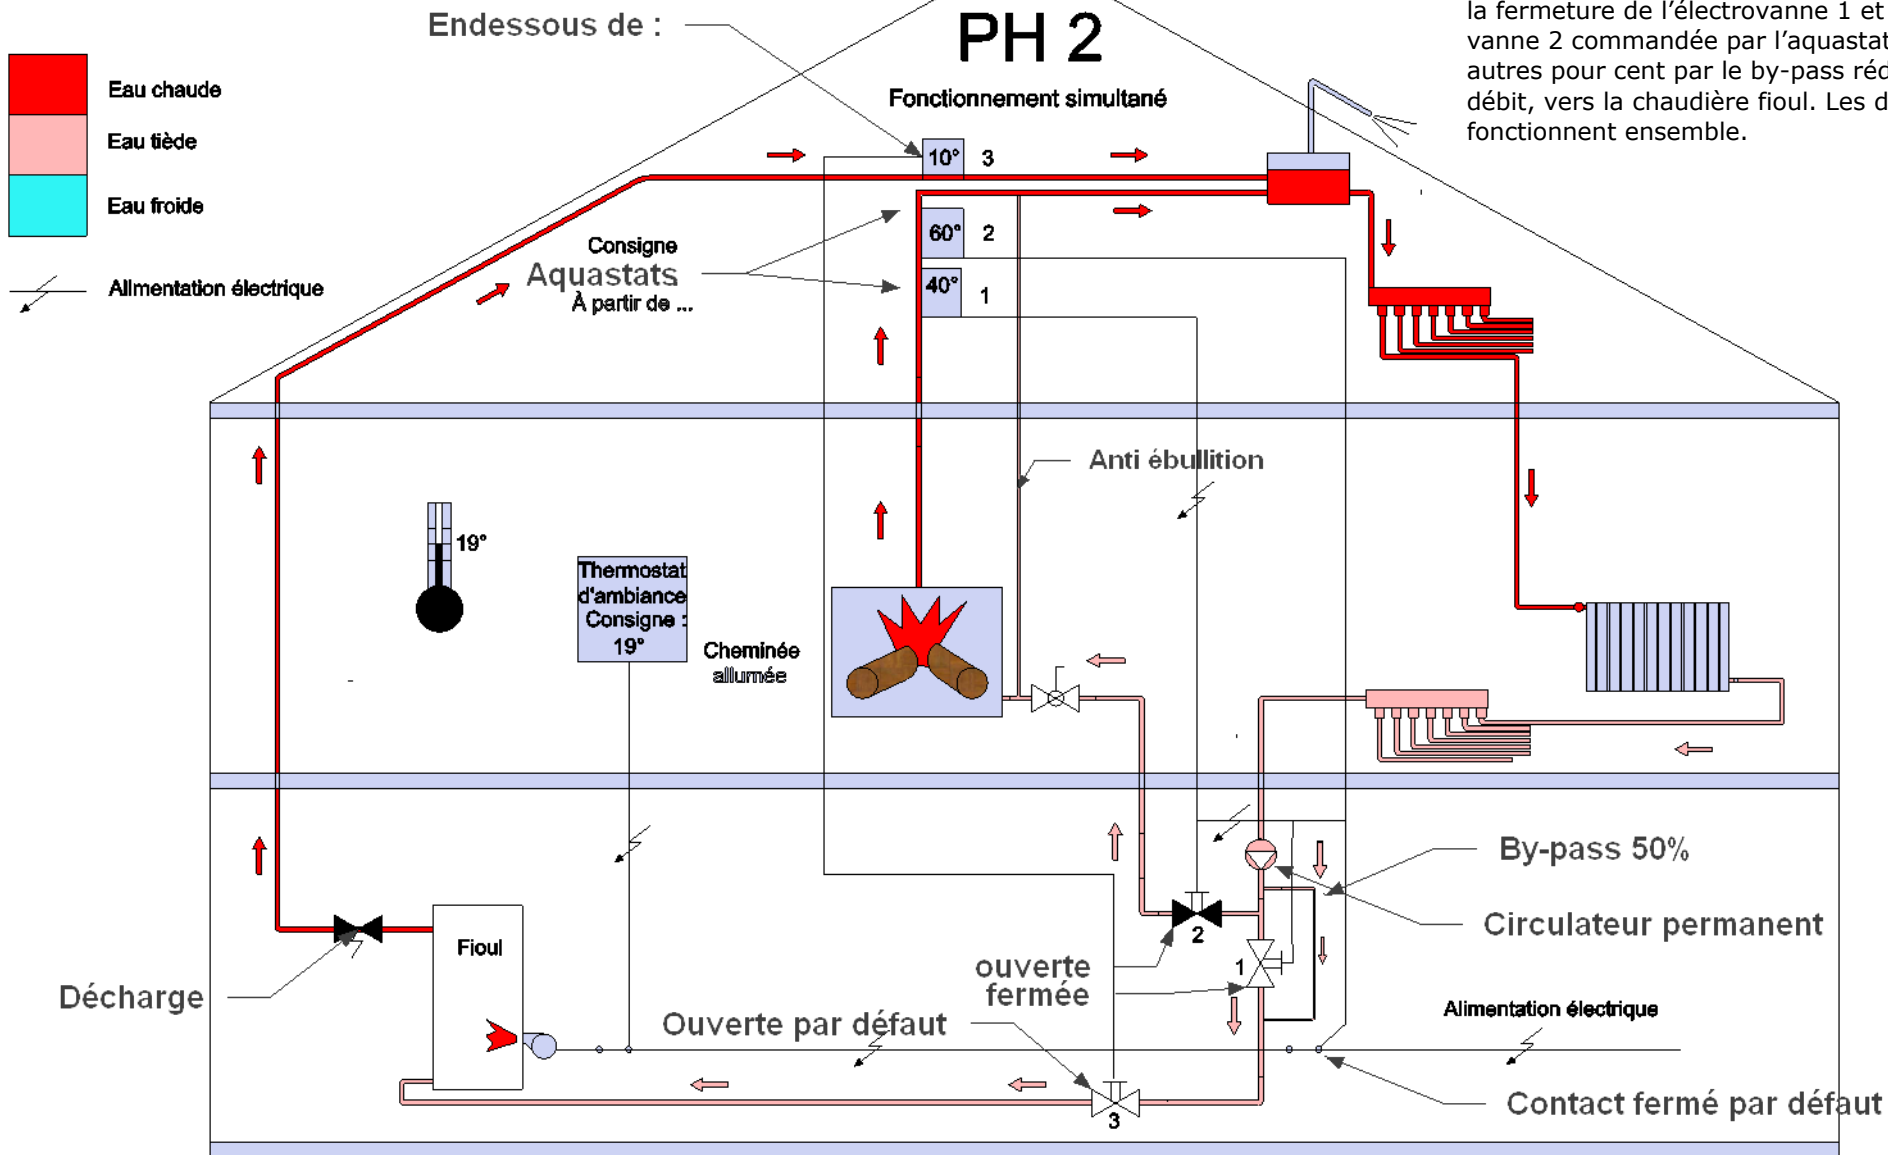 Endessous de :
PH 2
Fonctionnement simultané
la fermeture de l’électrovanne 1 et
vanne 2 commandée par l’aquastat
autres pour cent par le by-pass réd
débit, vers la chaudière fioul. Les d
fonctionnent ensemble.
Eau chaude
Eau tiède
Eau froide
Alimentation électrique
10° 3
60° 2
40° 1
Consigne
Aquastats
À partir de ...
Anti ébullition
19°
Thermostat
d'ambiance
Consigne :
19°
Cheminée
allumée
By-pass 50%
Circulateur permanent
2
1
ouverte
fermée
Fioul
Décharge
Ouverte par défaut
Alimentation électrique
Contact fermé par défaut
3